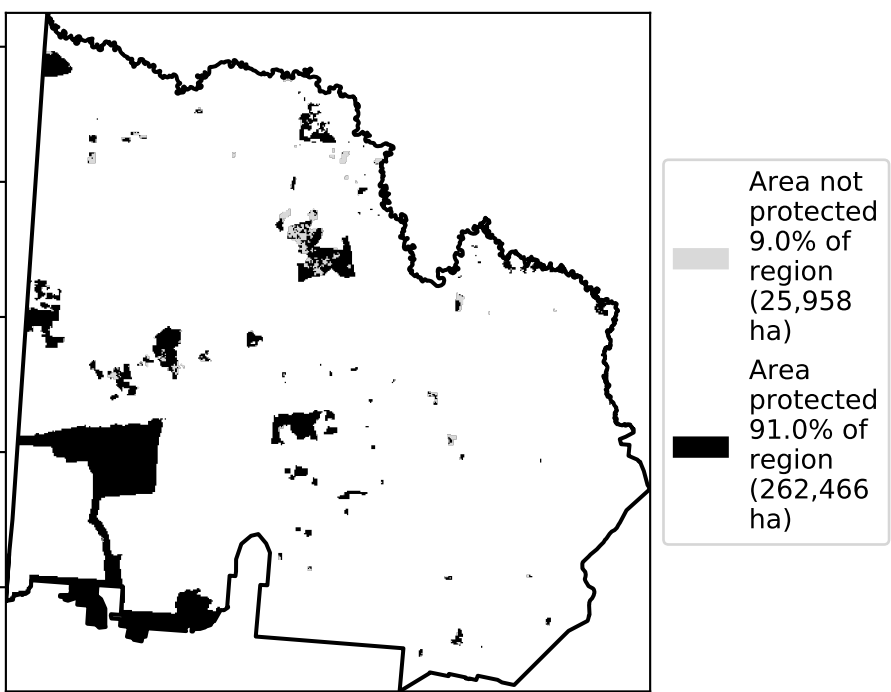 Area not
protected
9.0% of
region
(25,958
ha)
Area
protected
91.0% of
region
(262,466
ha)